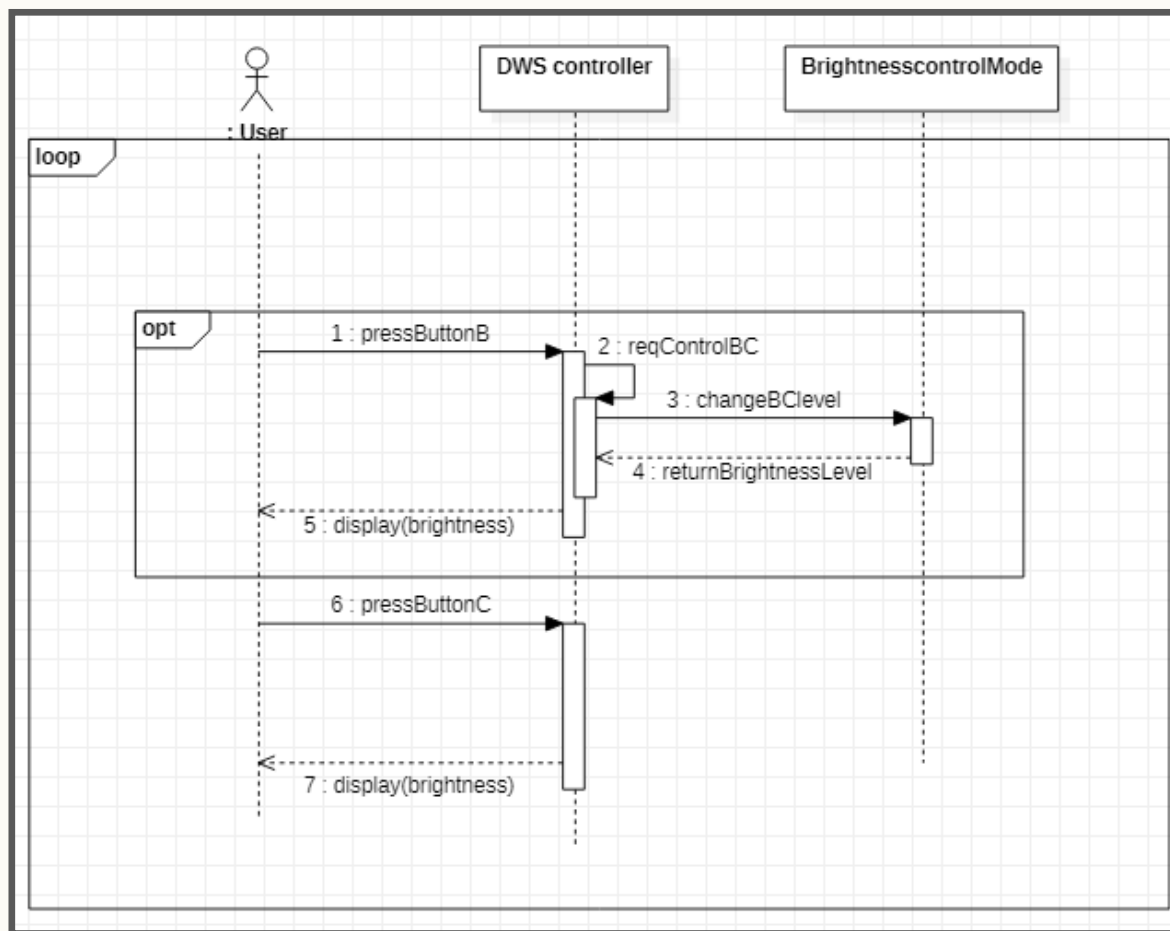 DWS controller
BrightnesscontrolMode
: User
loop
opt
1 : pressButtonB
2 : reqControlBC
3 : changeBClevel
4 : returnBrightnessLevel
5 : display(brightness)
6 : pressButtonC
7 : display(brightness)